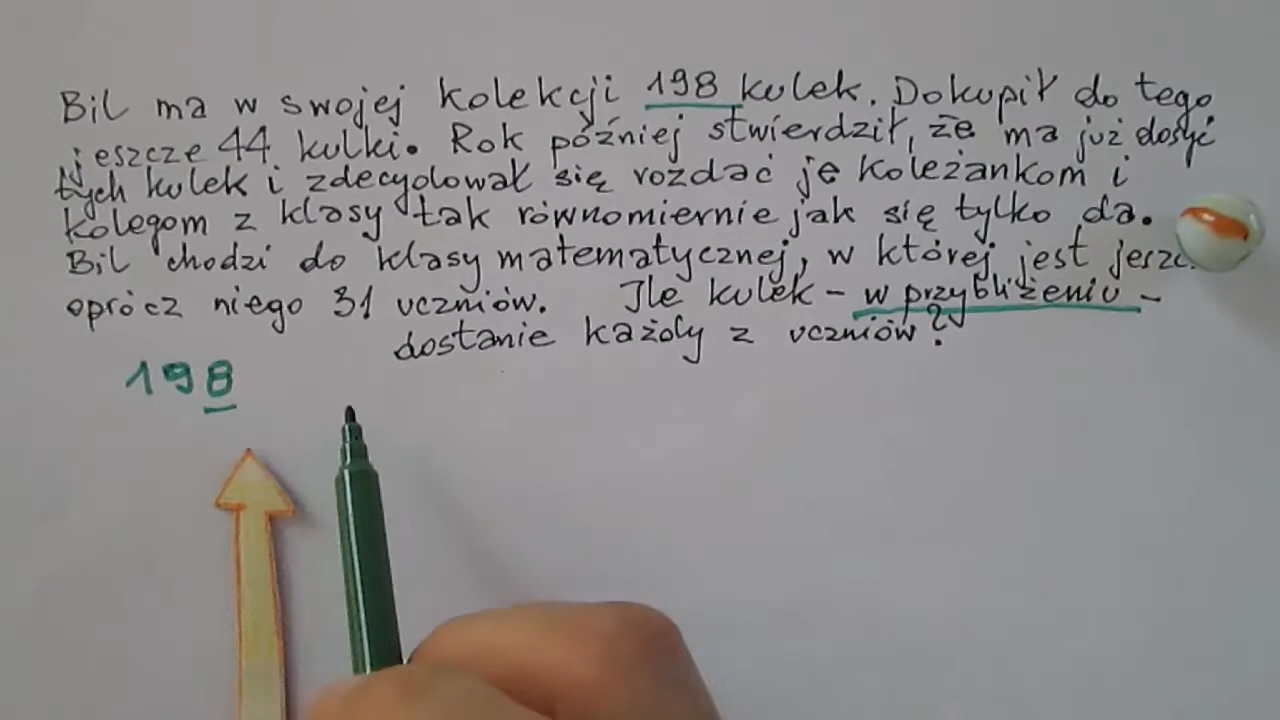 Bil ma w swojej kolekcji 198 kulek. Dokupił do tego
jeszcze 44 kulki. Rok później stwierdził, że ma już dosyć
tych kulek i zdecydował się rozdać je koleżankom i
kolegom z klasy tak równomiernie jak się tylko da.
Bil chodzi do klasy matematycznej, w której jest jeszc
oprócz niego 31 uczniów. Ile kulek - w przybliżeniu -
dostanie każdy z uczniów?
198